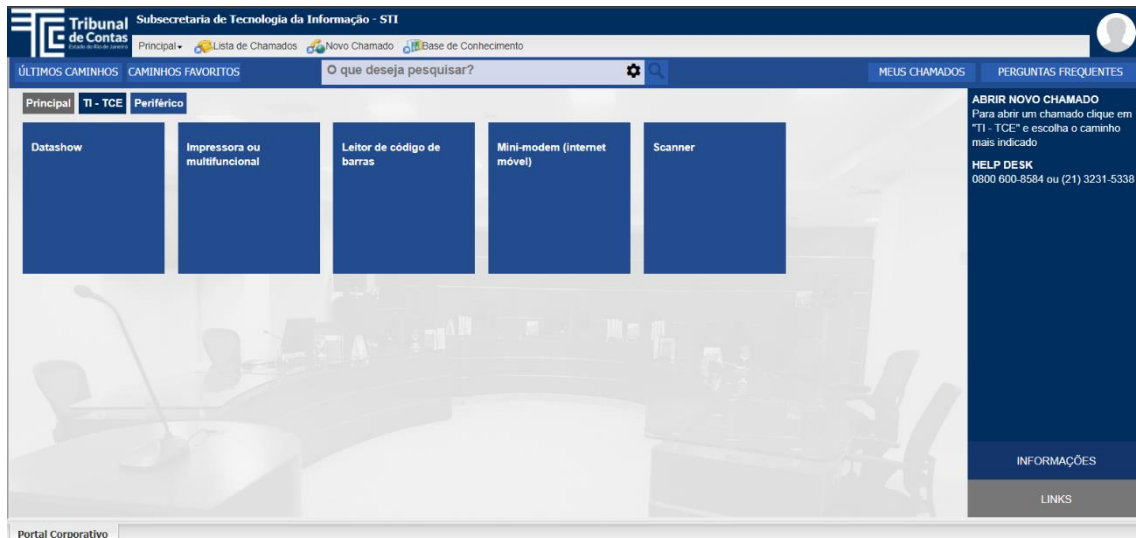 Tribunal
de Contas
Estado do Rio de Janeiro
Subsecretaria de Tecnologia da Informação - STI
Principal Lista de Chamados Novo Chamado Base de Conhecimento
ÚLTIMOS CAMINHOS CAMINHOS FAVORITOS O que deseja pesquisar? MEUS CHAMADOS PERGUNTAS FREQUENTES
Principal TI - TCE Periférico
Datashow
Impressora ou
multifuncional
Leitor de código de
barras
Mini-modem (internet
móvel)
Scanner
ABRIR NOVO CHAMADO
Para abrir um chamado clique em
"TI - TCE" e escolha o caminho
mais indicado
HELP DESK
0800 600-8584 ou (21) 3231-5338
INFORMAÇÕES
LINKS
Portal Corporativo